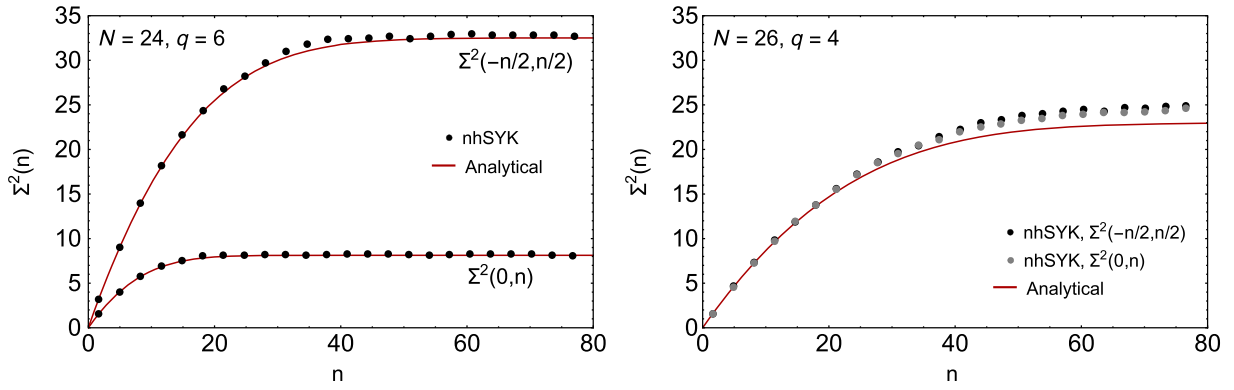 N = 24, q = 6
Σ²(−n/2,n/2)
nhSYK
Analytical
Σ²(0,n)
Σ²(n)
35
30
25
20
15
10
5
0
0 20 40 60 80
n
N = 26, q = 4
nhSYK, Σ²(−n/2,n/2)
nhSYK, Σ²(0,n)
Analytical
Σ²(n)
35
30
25
20
15
10
5
0
0 20 40 60 80
n